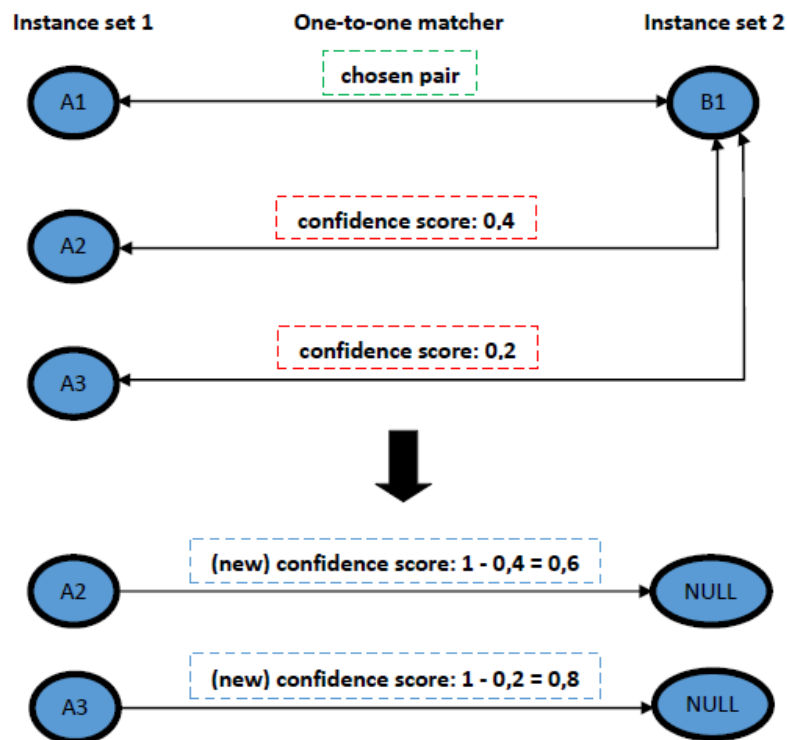 Instance set 1 One-to-one matcher Instance set 2
chosen pair
A1 B1
confidence score: 0,4
A2
confidence score: 0,2
A3
(new) confidence score: 1 - 0,4 = 0,6
A2 NULL
(new) confidence score: 1 - 0,2 = 0,8
A3 NULL